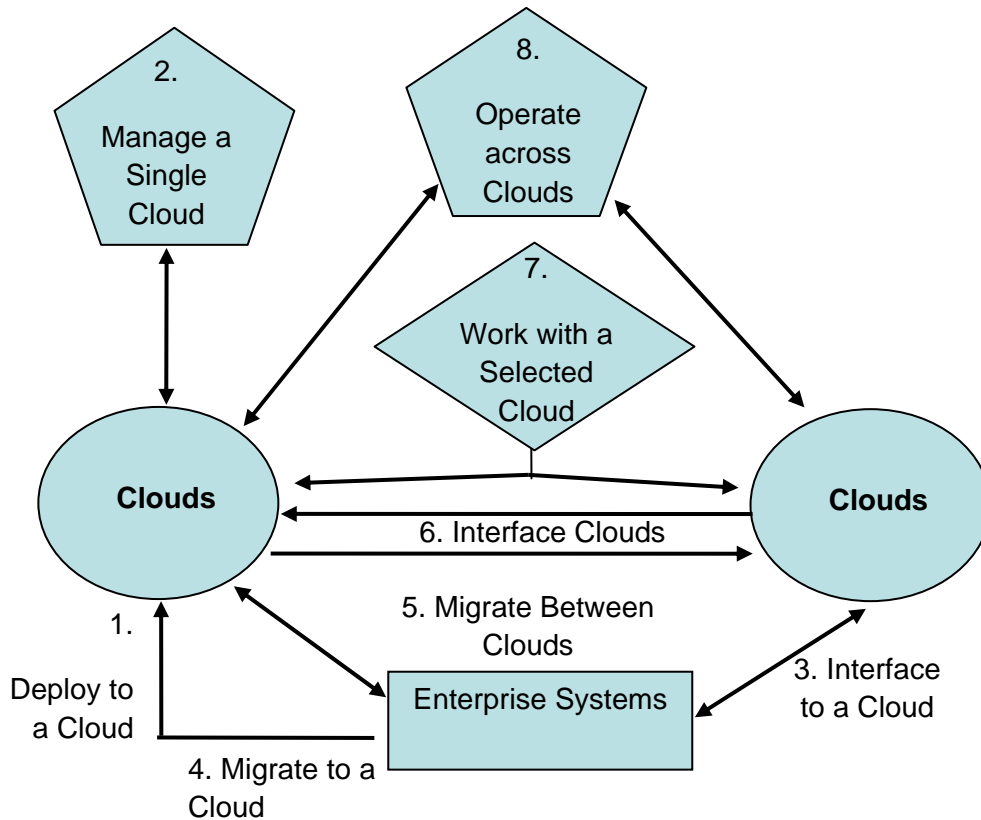 2.
Manage a
Single
Cloud
8.
Operate
across
Clouds
7.
Work with a
Selected
Cloud
Clouds
Clouds
6. Interface Clouds
1.
Deploy to
a Cloud
5. Migrate Between
Clouds
Enterprise Systems
3. Interface
to a Cloud
4. Migrate to a
Cloud